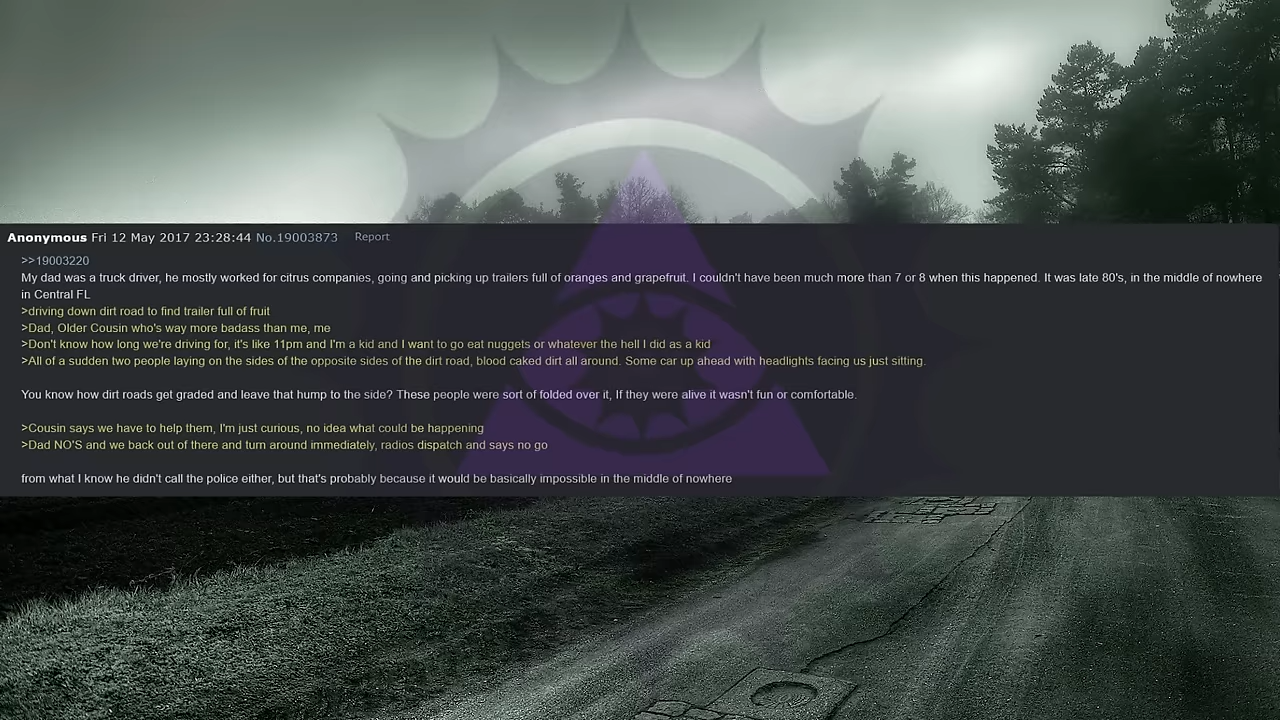 Anonymous Fri 12 May 2017 23:28:44 No.19003873 Report
>>19003220
My dad was a truck driver, he mostly worked for citrus companies, going and picking up trailers full of oranges and grapefruit. I couldn't have been much more than 7 or 8 when this happened. It was late 80's, in the middle of nowhere
in Central FL
>driving down dirt road to find trailer full of fruit
>Dad, Older Cousin who's way more badass than me, me
>Don't know how long we're driving for, it's like 11pm and I'm a kid and I want to go eat nuggets or whatever the hell I did as a kid
>All of a sudden two people laying on the sides of the opposite sides of the dirt road, blood caked dirt all around. Some car up ahead with headlights facing us just sitting.
You know how dirt roads get graded and leave that hump to the side? These people were sort of folded over it, If they were alive it wasn't fun or comfortable.
>Cousin says we have to help them, I'm just curious, no idea what could be happening
>Dad NO'S and we back out of there and turn around immediately, radios dispatch and says no go
from what I know he didn't call the police either, but that's probably because it would be basically impossible in the middle of nowhere